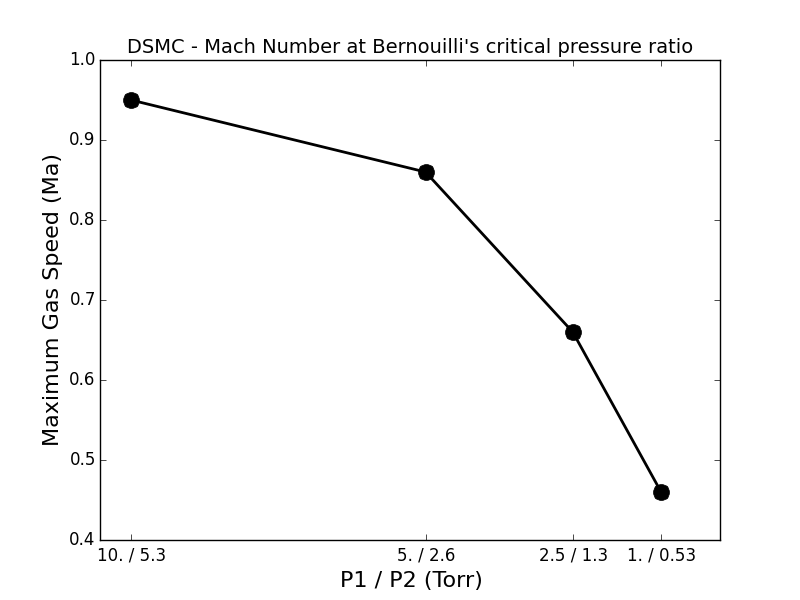 DSMC - Mach Number at Bernouilli's critical pressure ratio
1.0
0.9
0.8
0.7
0.6
0.5
0.4
Maximum Gas Speed (Ma)
10. / 5.3 5. / 2.6 2.5 / 1.3 1. / 0.53
P1 / P2 (Torr)